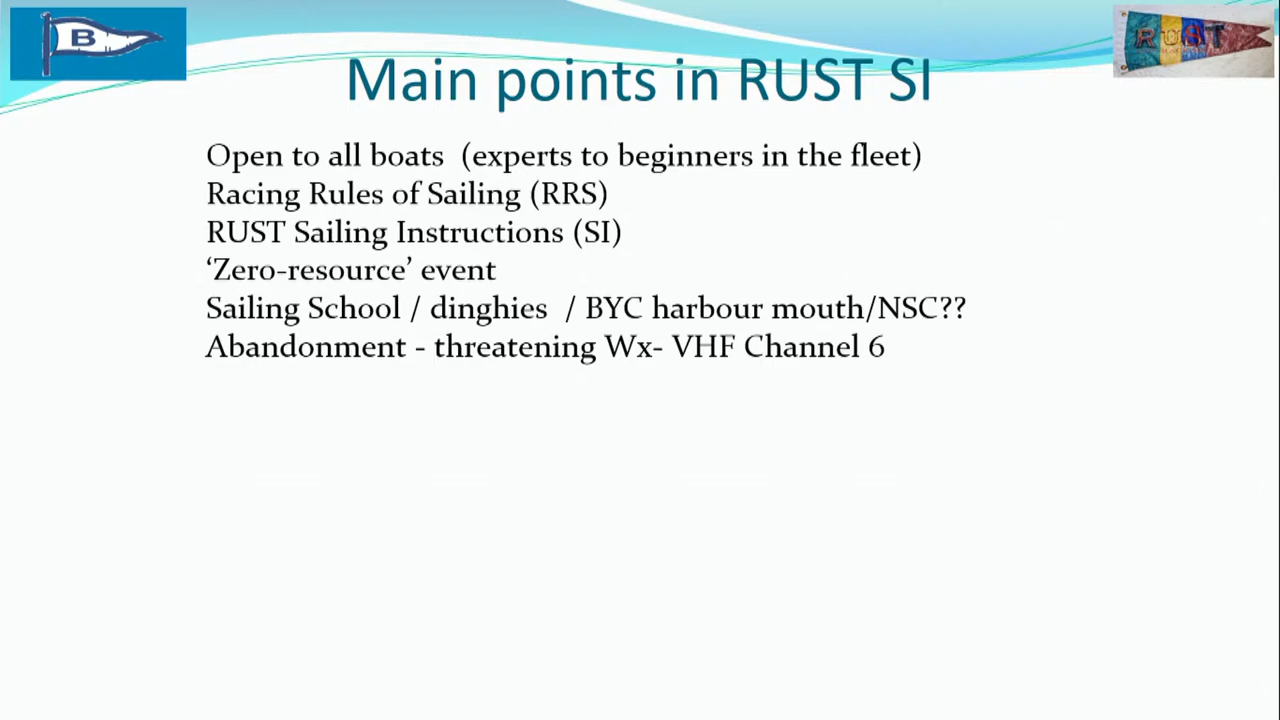 B
RUST
Main points in RUST SI
Open to all boats  (experts to beginners in the fleet)
Racing Rules of Sailing (RRS)
RUST Sailing Instructions (SI)
‘Zero-resource’ event
Sailing School / dinghies  / BYC harbour mouth/NSC??
Abandonment - threatening Wx- VHF Channel 6